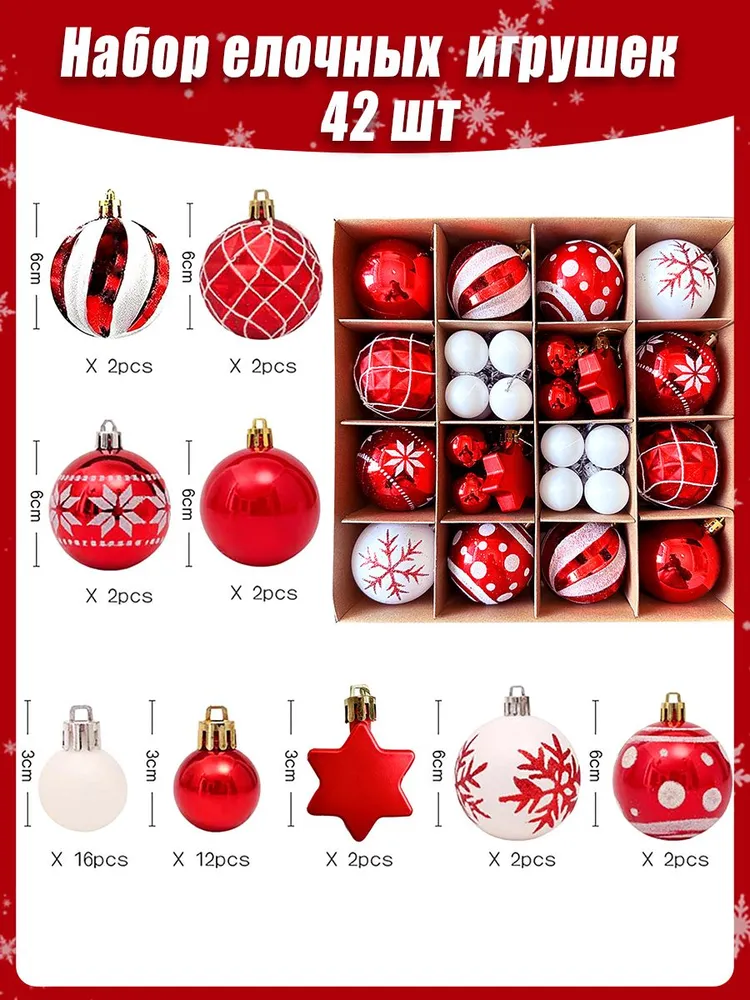 Набор елочных игрушек
42 шт
6cm
6cm
X 2pcs
X 2pcs
6cm
6cm
X 2pcs
X 2pcs
3cm
3cm
3cm
6cm
6cm
X 16pcs
X 12pcs
X 2pcs
X 2pcs
X 2pcs